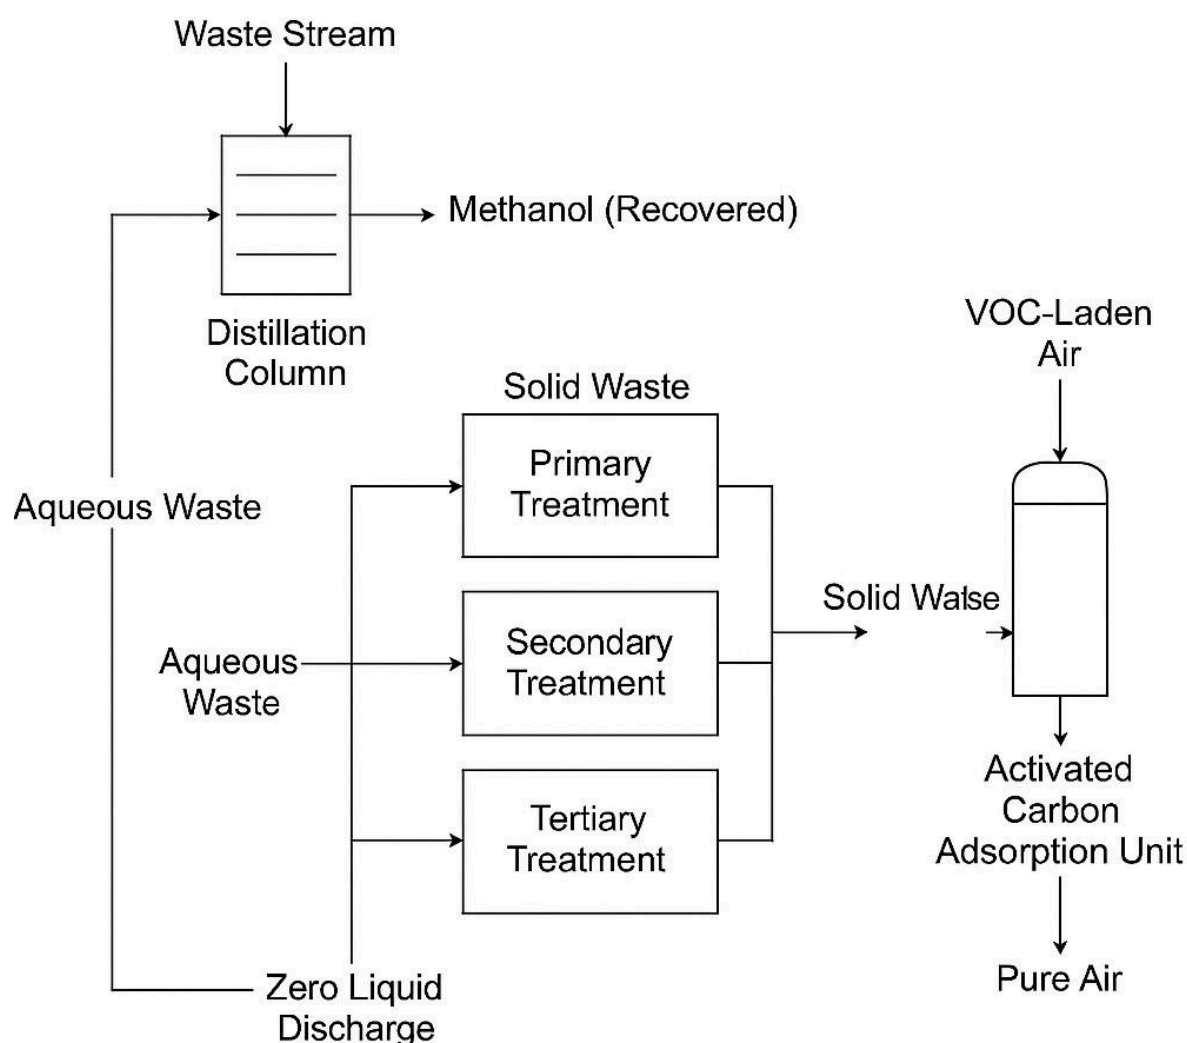 Waste Stream
Methanol (Recovered)
Distillation
Column
VOC-Laden
Air
Solid Waste
Primary
Treatment
Aqueous Waste
Solid Watse
Secondary
Treatment
Aqueous
Waste
Activated
Carbon
Adsorption Unit
Tertiary
Treatment
Pure Air
Zero Liquid
Discharge